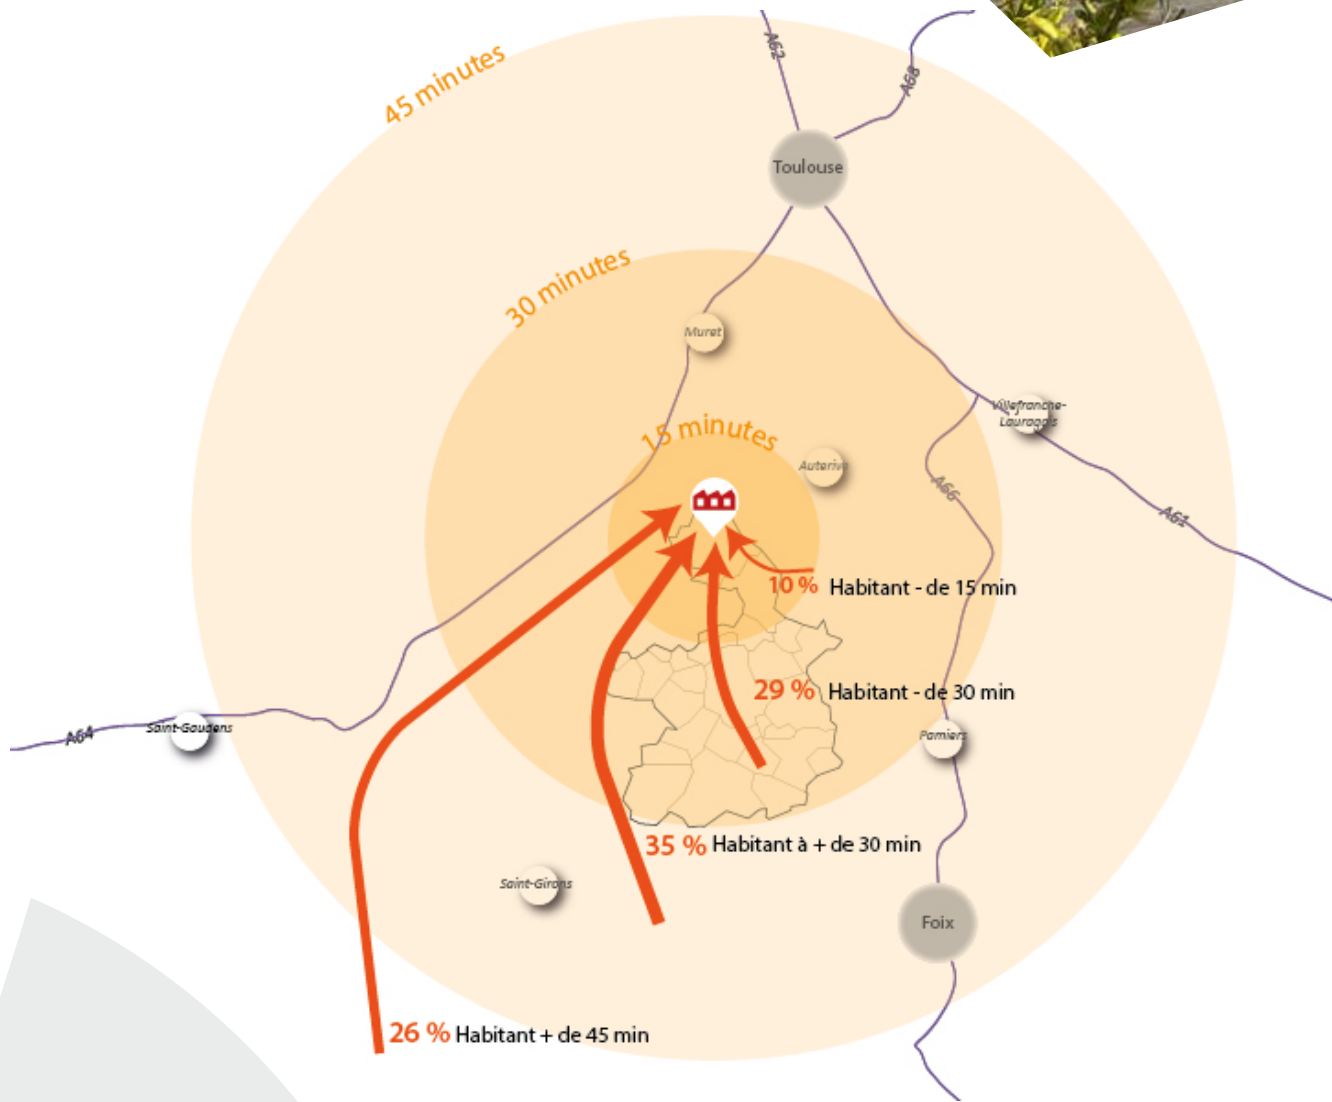 A62
A68
45 minutes
Toulouse
30 minutes
Muret
Villefranche-
Lauragais
15 minutes
Auterive
A66
A61
10 % Habitant - de 15 min
29 % Habitant - de 30 min
A64
Saint-Gaudens
Pamiers
35 % Habitant à + de 30 min
Saint-Girons
Foix
26 % Habitant + de 45 min